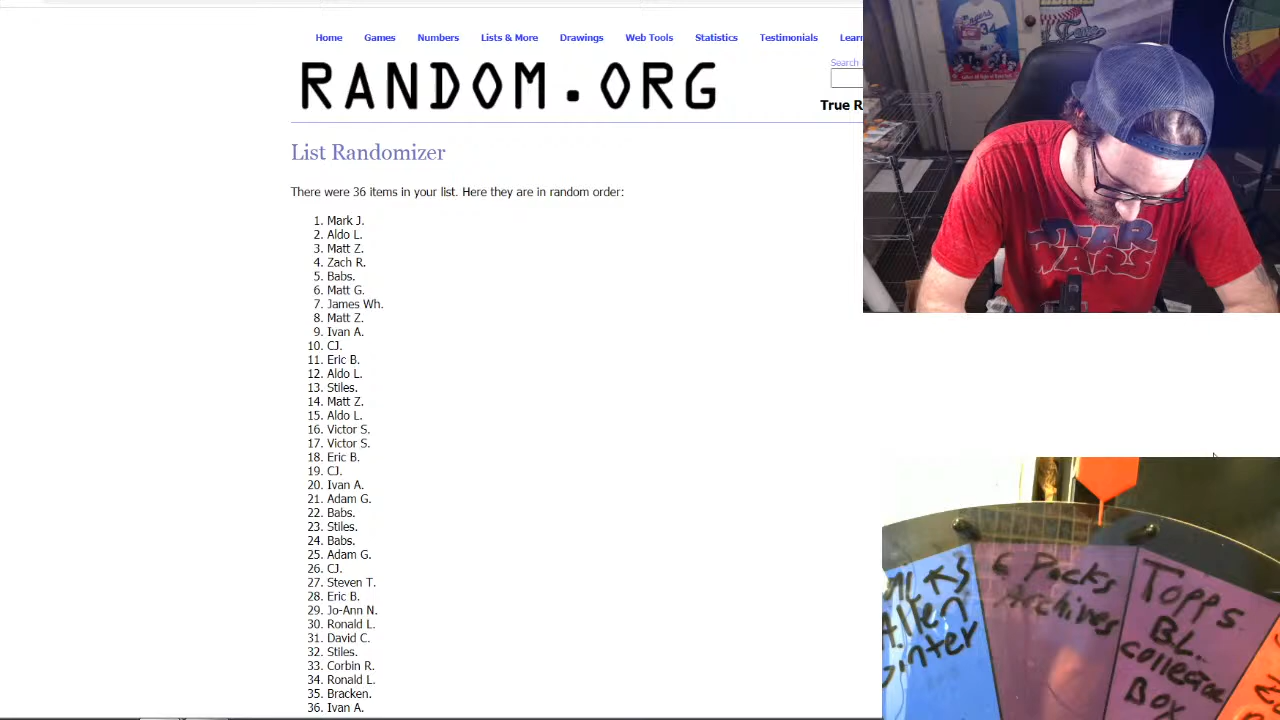 Home Games Numbers Lists & More Drawings Web Tools Statistics Testimonials Learn
RANDOM.ORG
Search
True R
List Randomizer
There were 36 items in your list. Here they are in random order:
1. Mark J.
2. Aldo L.
3. Matt Z.
4. Zach R.
5. Babs.
6. Matt G.
7. James Wh.
8. Matt Z.
9. Ivan A.
10. CJ.
11. Eric B.
12. Aldo L.
13. Stiles.
14. Matt Z.
15. Aldo L.
16. Victor S.
17. Victor S.
18. Eric B.
19. CJ.
20. Ivan A.
21. Adam G.
22. Babs.
23. Stiles.
24. Babs.
25. Adam G.
26. CJ.
27. Steven T.
28. Eric B.
29. Jo-Ann N.
30. Ronald L.
31. David C.
32. Stiles.
33. Corbin R.
34. Ronald L.
35. Bracken.
36. Ivan A.
34
STAR
WARS
6 Packs
Archives
Topps
B.L.
collector
Box